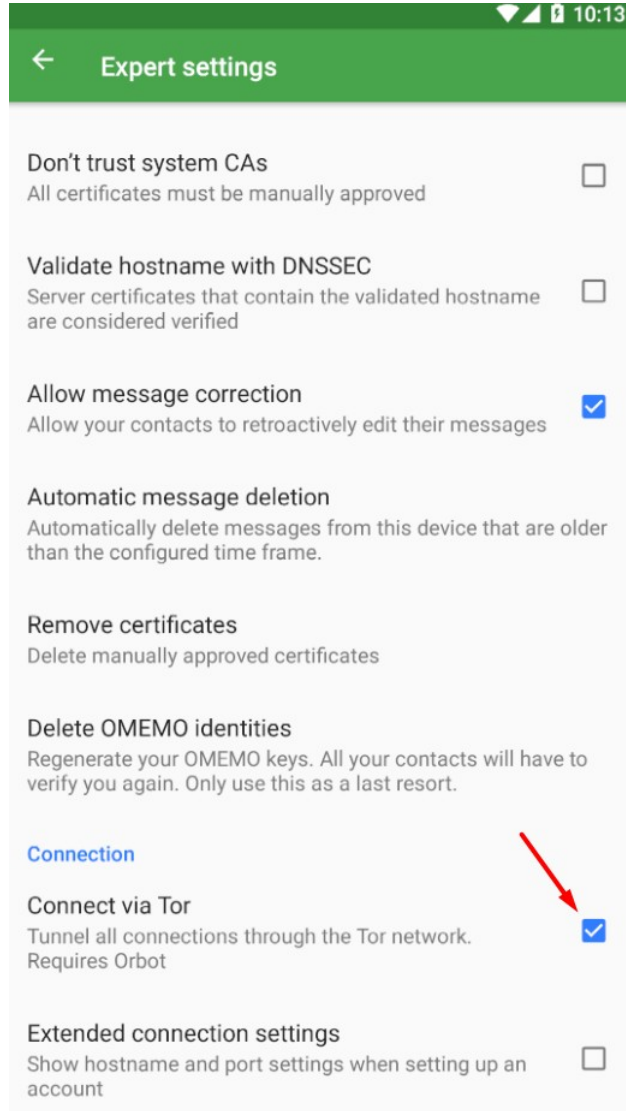 10:13
Expert settings
Don't trust system CAs
All certificates must be manually approved
Validate hostname with DNSSEC
Server certificates that contain the validated hostname
are considered verified
Allow message correction
Allow your contacts to retroactively edit their messages
Automatic message deletion
Automatically delete messages from this device that are older
than the configured time frame.
Remove certificates
Delete manually approved certificates
Delete OMEMO identities
Regenerate your OMEMO keys. All your contacts will have to
verify you again. Only use this as a last resort.
Connection
Connect via Tor
Tunnel all connections through the Tor network.
Requires Orbot
Extended connection settings
Show hostname and port settings when setting up an
account